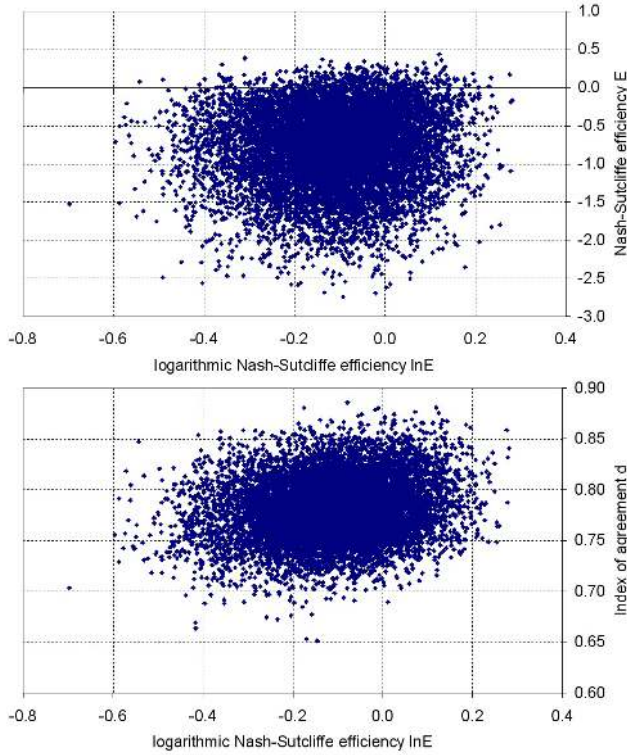 1.0
0.5
0.0
-0.5
-1.0
-1.5
-2.0
-2.5
-3.0
Nash-Sutcliffe efficiency E
-0.8 -0.6 -0.4 -0.2 0.0 0.2 0.4
logarithmic Nash-Sutcliffe efficiency lnE
0.90
0.85
0.80
0.75
0.70
0.65
0.60
Index of agreement d
-0.8 -0.6 -0.4 -0.2 0.0 0.2 0.4
logarithmic Nash-Sutcliffe efficiency lnE